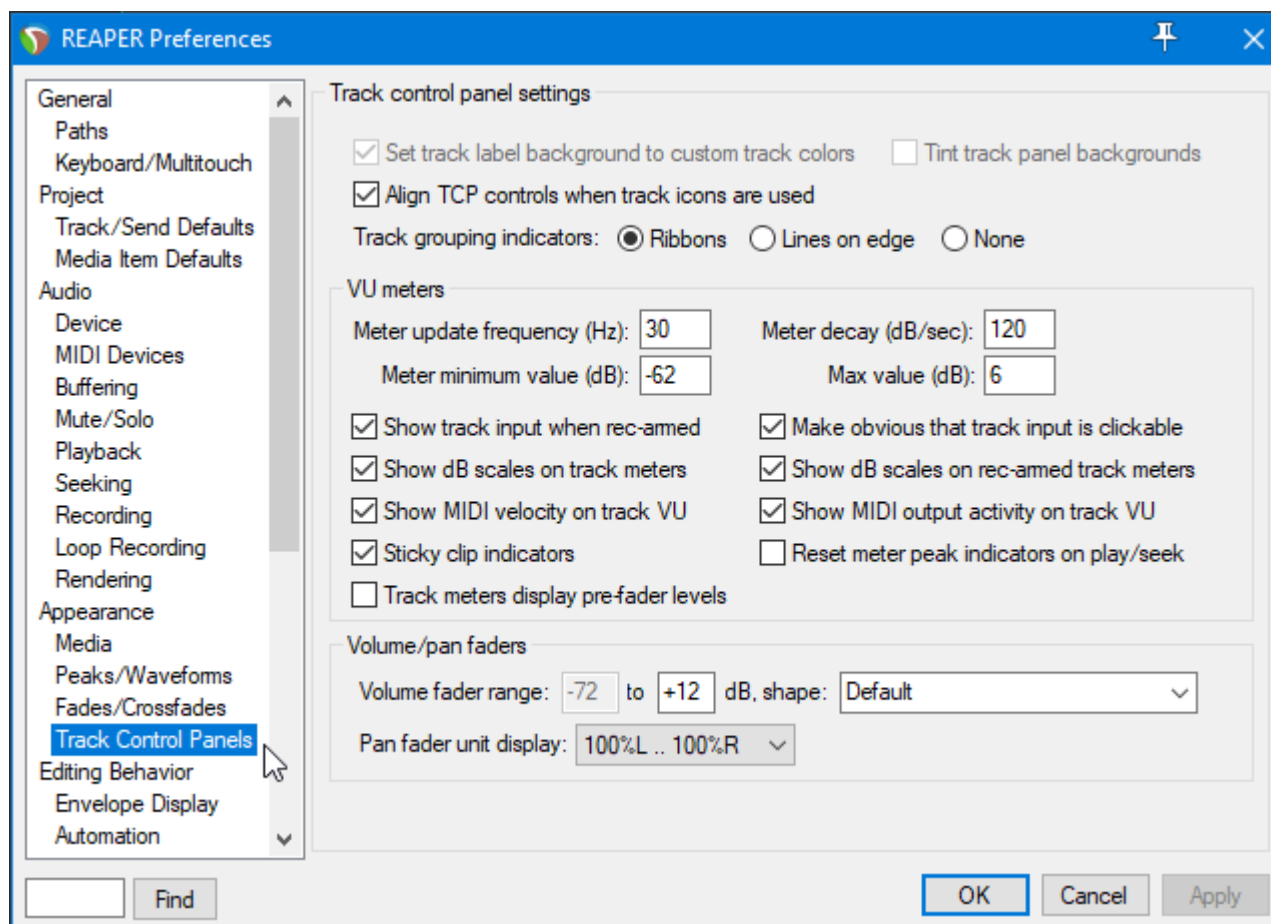 REAPER Preferences
General
Paths
Keyboard/Multitouch
Project
Track/Send Defaults
Media Item Defaults
Audio
Device
MIDI Devices
Buffering
Mute/Solo
Playback
Seeking
Recording
Loop Recording
Rendering
Appearance
Media
Peaks/Waveforms
Fades/Crossfades
Track Control Panels
Editing Behavior
Envelope Display
Automation
Find
Track control panel settings
Set track label background to custom track colors Tint track panel backgrounds
Align TCP controls when track icons are used
Track grouping indicators: Ribbons Lines on edge None
VU meters
Meter update frequency (Hz): 30 Meter decay (dB/sec): 120
Meter minimum value (dB): -62 Max value (dB): 6
Show track input when rec-armed Make obvious that track input is clickable
Show dB scales on track meters Show dB scales on rec-armed track meters
Show MIDI velocity on track VU Show MIDI output activity on track VU
Sticky clip indicators Reset meter peak indicators on play/seek
Track meters display pre-fader levels
Volume/pan faders
Volume fader range: -72 to +12 dB, shape: Default
Pan fader unit display: 100%L .. 100%R
OK Cancel Apply